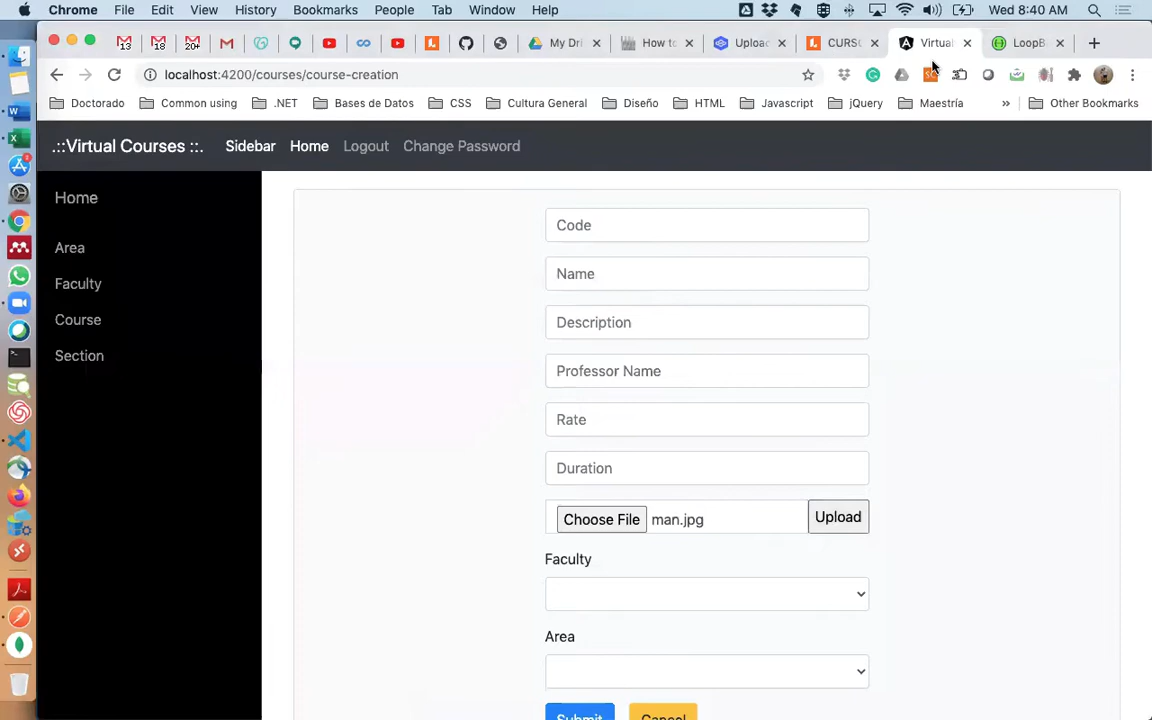 Chrome File Edit View History Bookmarks People Tab Window Help Wed 8:40 AM
13 18 20+ My Dri How to Upload CURSO Virtual LoopB
localhost:4200/courses/course-creation
Doctorado Common using .NET Bases de Datos CSS Cultura General Diseño HTML Javascript jQuery Maestría » Other Bookmarks
.::Virtual Courses ::. Sidebar Home Logout Change Password
Home
Area
Faculty
Course
Section
Code
Name
Description
Professor Name
Rate
Duration
Choose File man.jpg Upload
Faculty
Area
Submit Cancel